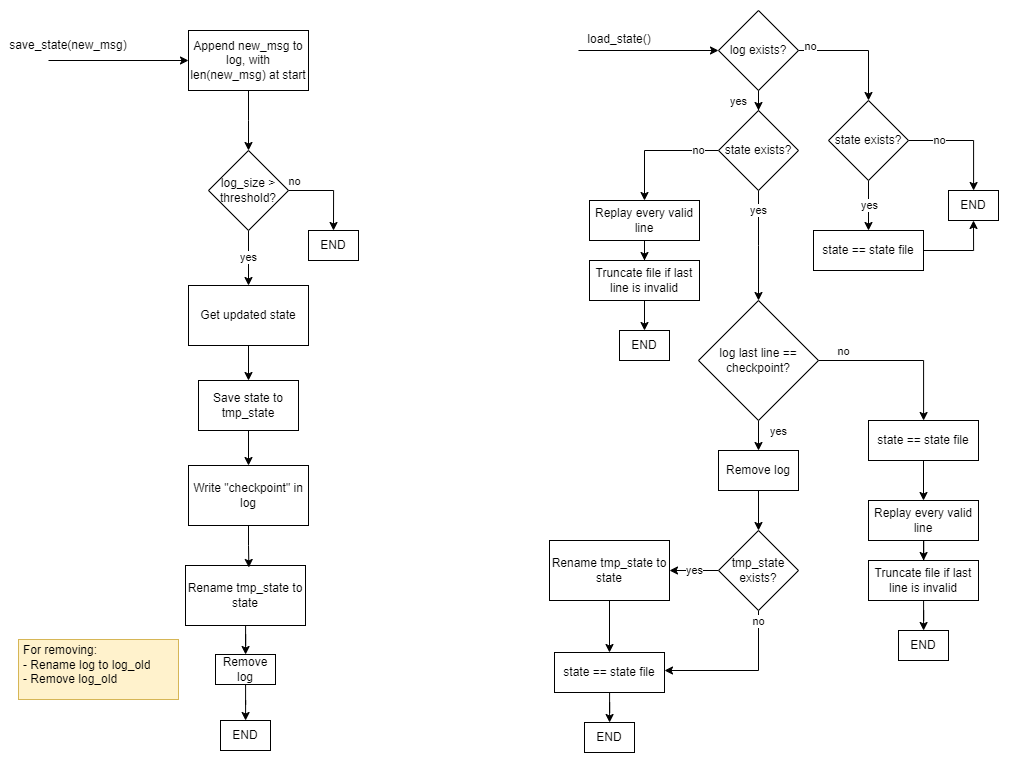 save_state(new_msg)
Append new_msg to
log, with
len(new_msg) at start
log_size >
threshold?
no
END
yes
Get updated state
Save state to
tmp_state
Write "checkpoint" in
log
Rename tmp_state to
state
For removing:
- Rename log to log_old
- Remove log_old
Remove
log
END
load_state()
log exists?
no
yes
state exists?
no
yes
state exists?
no
yes
END
state == state file
Replay every valid
line
Truncate file if last
line is invalid
END
log last line ==
checkpoint?
no
yes
state == state file
Replay every valid
line
Truncate file if last
line is invalid
END
Remove log
tmp_state
exists?
yes
no
Rename tmp_state to
state
state == state file
END